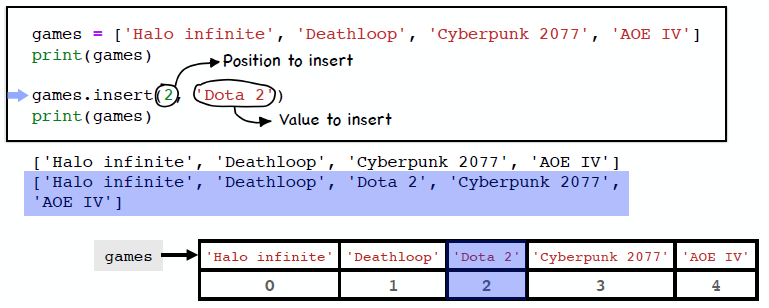 games = ['Halo infinite', 'Deathloop', 'Cyberpunk 2077', 'AOE IV']
print(games)
Position to insert
games.insert(2, 'Dota 2')
print(games)
Value to insert
['Halo infinite', 'Deathloop', 'Cyberpunk 2077', 'AOE IV']
['Halo infinite', 'Deathloop', 'Dota 2', 'Cyberpunk 2077',
'AOE IV']
games
'Halo infinite' 'Deathloop' 'Dota 2' 'Cyberpunk 2077' 'AOE IV'
0 1 2 3 4